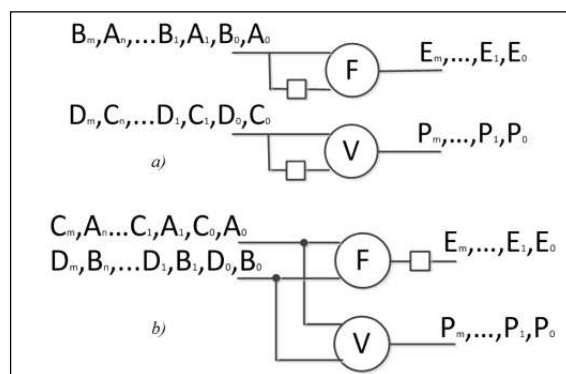 Bₘ,Aₙ,...B₁,A₁,B₀,A₀
Eₘ,...,E₁,E₀
F
Dₘ,Cₙ,...D₁,C₁,D₀,C₀
Pₘ,...,P₁,P₀
V
a)
Cₘ,Aₙ...C₁,A₁,C₀,A₀
Dₘ,Bₙ,...D₁,B₁,D₀,B₀
Eₘ,...,E₁,E₀
F
b)
Pₘ,...,P₁,P₀
V